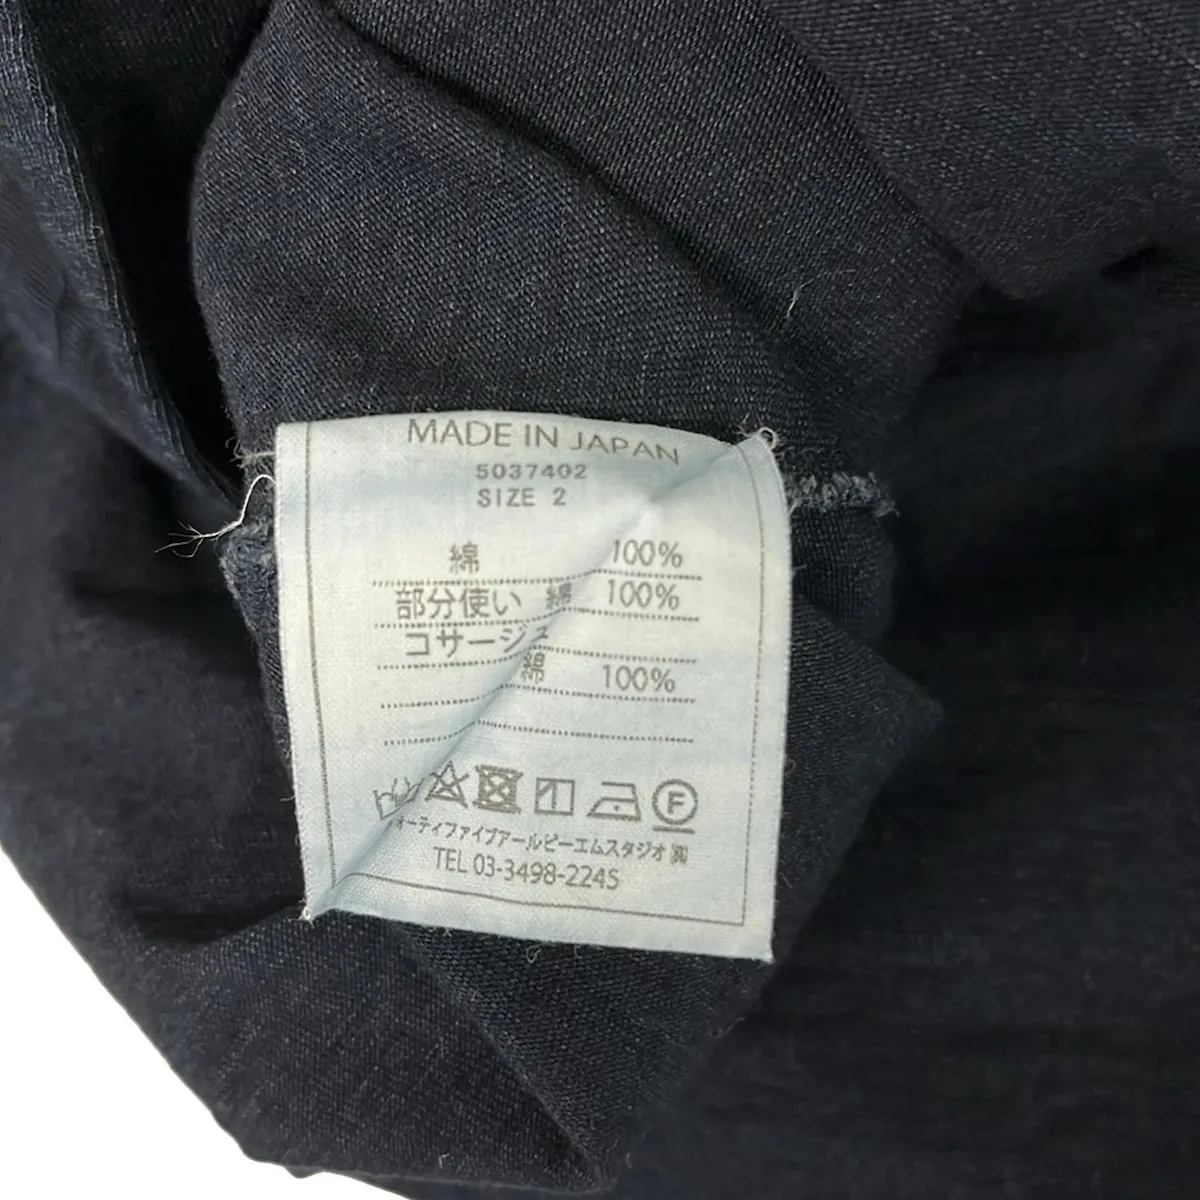 MADE IN JAPAN
5037402
SIZE 2
綿 100%
部分使い 綿 100%
コサージュ
綿 100%
F
ォーティファイブアールピーエムスタジオ㈱
TEL 03-3498-2245